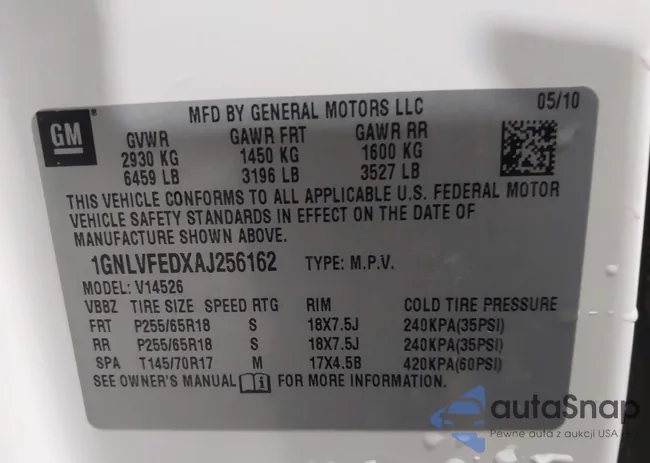 GM
MFD BY GENERAL MOTORS LLC 05/10
GVWR GAWR FRT GAWR RR
2930 KG 1450 KG 1600 KG
6459 LB 3196 LB 3527 LB
THIS VEHICLE CONFORMS TO ALL APPLICABLE U.S. FEDERAL MOTOR
VEHICLE SAFETY STANDARDS IN EFFECT ON THE DATE OF
MANUFACTURE SHOWN ABOVE.
1GNLVFEDXAJ256162 TYPE: M.P.V.
MODEL: V14526
VBBZ TIRE SIZE SPEED RTG RIM COLD TIRE PRESSURE
FRT P255/65R18 S 18X7.5J 240KPA(35PSI)
RR P255/65R18 S 18X7.5J 240KPA(35PSI)
SPA T145/70R17 M 17X4.5B 420KPA(60PSI)
SEE OWNER'S MANUAL FOR MORE INFORMATION.
autaSnap
Pewne auta z aukcji USA